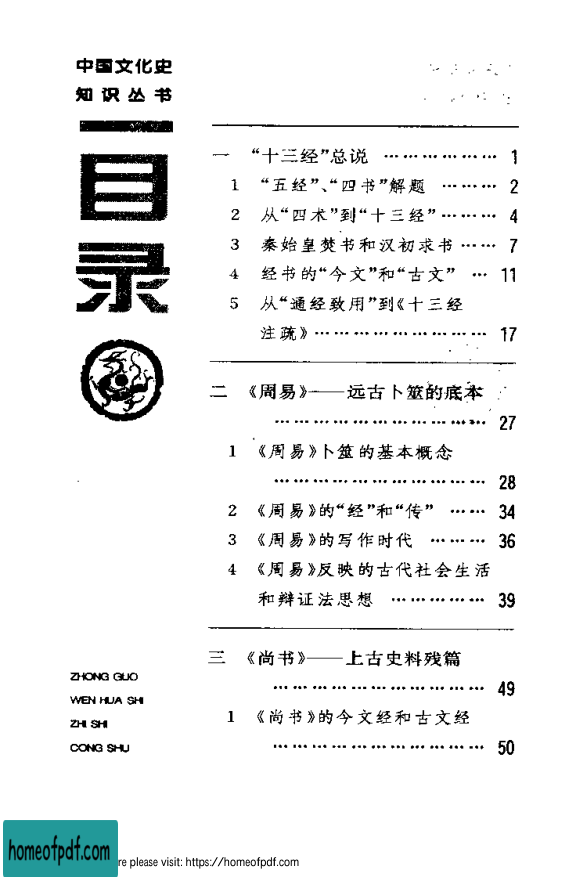 中国文化史
知识丛书
目录
一 “十三经”总说 ……………… 1
1 “五经”、“四书”解题 ……… 2
2 从“四术”到“十三经”……… 4
3 秦始皇焚书和汉初求书…… 7
4 经书的“今文”和“古文” … 11
5 从“通经致用”到《十三经
注疏》………………………… 17
二 《周易》——远古卜筮的底本
……………………………… 27
1 《周易》卜筮的基本概念
……………………………… 28
2 《周易》的“经”和“传” …… 34
3 《周易》的写作时代 ……… 36
4 《周易》反映的古代社会生活
和辩证法思想 …………… 39
三 《尚书》——上古史料残篇
……………………………… 49
1 《尚书》的今文经和古文经
……………………………… 50
ZHONG GUO
WEN HUA SHI
ZHI SHI
CONG SHU
homeofpdf.com
re please visit: https://homeofpdf.com